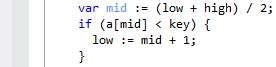 var mid := (low + high) / 2;
if (a[mid] < key) {
low := mid + 1;
}